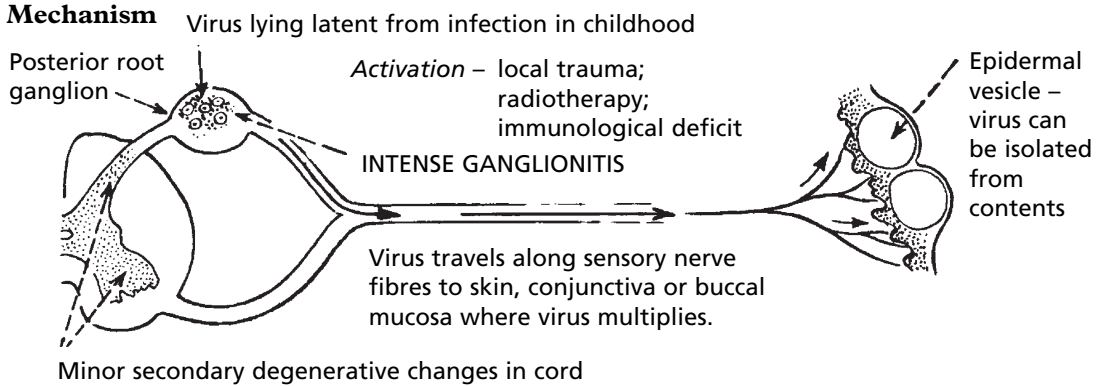 Mechanism
Virus lying latent from infection in childhood
Posterior root
ganglion
Activation – local trauma;
radiotherapy;
immunological deficit
INTENSE GANGLIONITIS
Epidermal
vesicle –
virus can
be isolated
from
contents
Virus travels along sensory nerve
fibres to skin, conjunctiva or buccal
mucosa where virus multiplies.
Minor secondary degenerative changes in cord